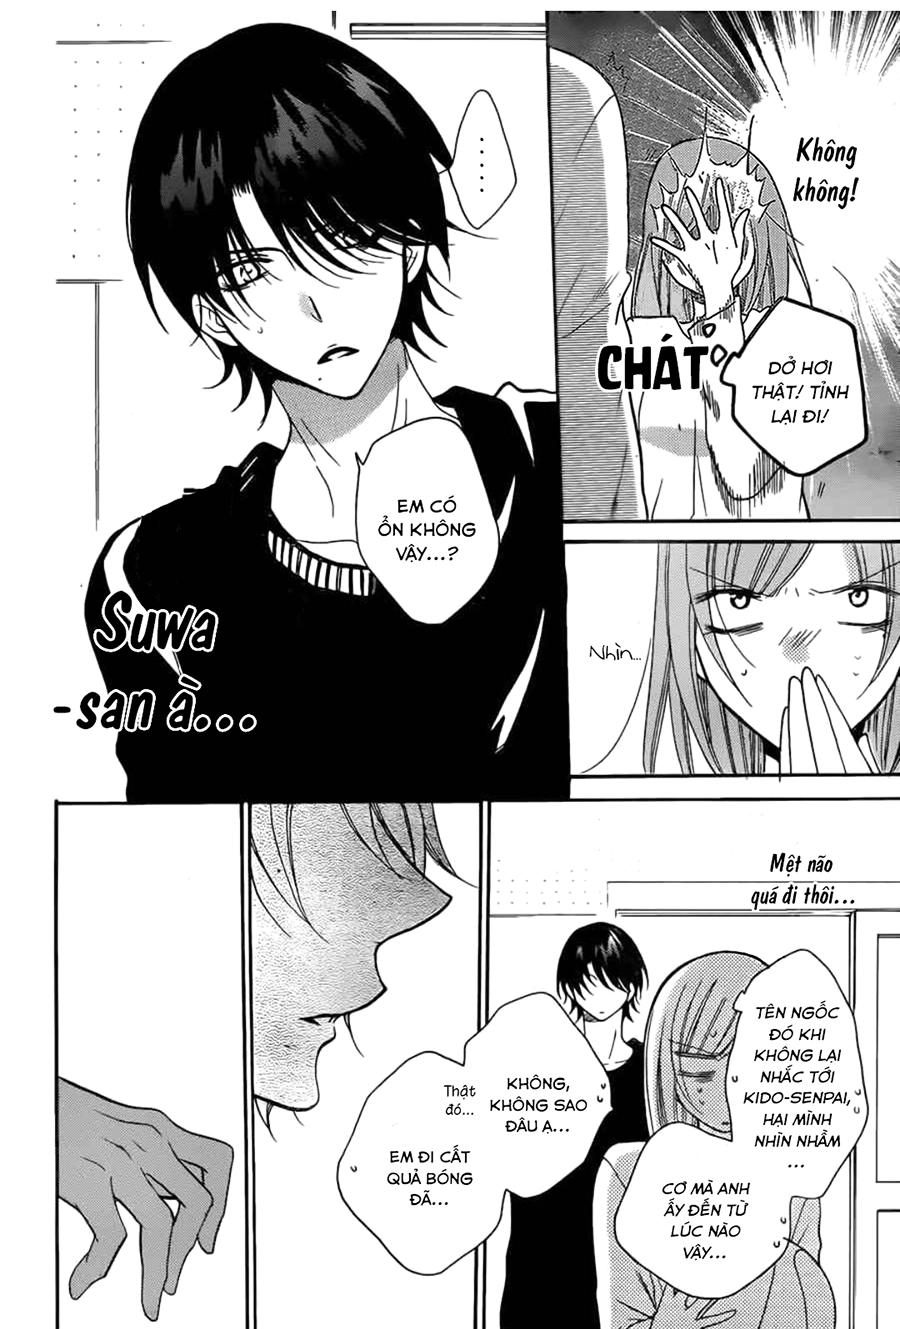 Không
không!
CHÁT
DỞ HƠI
THẬT! TỈNH
LẠI ĐI!
Nhìn...
.....
EM CÓ
ỔN KHÔNG
VẬY...?
Suwa
-san à...
Mệt não
quá đi thôi...
TÊN NGỐC
ĐÓ KHI
KHÔNG LẠI
NHẮC TỚI
KIDO-SENPAI,
HẠI MÌNH
NHÌN NHẦM
...
CƠ MÀ ANH
ẤY ĐẾN TỪ
LÚC NÀO
VẬY...
KHÔNG,
KHÔNG SAO
ĐÂU Ạ...
Thật
đó...
EM ĐI CẤT
QUẢ BÓNG
ĐÃ...